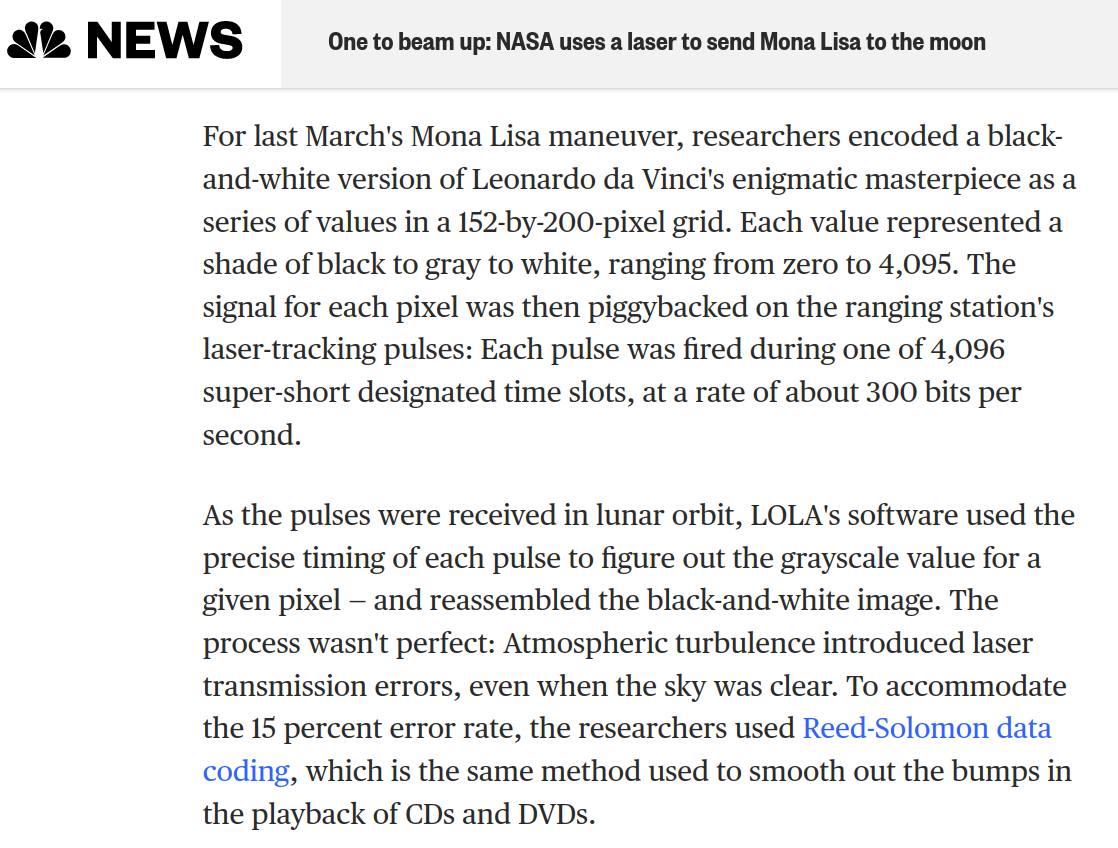 NEWS
One to beam up: NASA uses a laser to send Mona Lisa to the moon
For last March's Mona Lisa maneuver, researchers encoded a black-
and-white version of Leonardo da Vinci's enigmatic masterpiece as a
series of values in a 152-by-200-pixel grid. Each value represented a
shade of black to gray to white, ranging from zero to 4,095. The
signal for each pixel was then piggybacked on the ranging station's
laser-tracking pulses: Each pulse was fired during one of 4,096
super-short designated time slots, at a rate of about 300 bits per
second.
As the pulses were received in lunar orbit, LOLA's software used the
precise timing of each pulse to figure out the grayscale value for a
given pixel — and reassembled the black-and-white image. The
process wasn't perfect: Atmospheric turbulence introduced laser
transmission errors, even when the sky was clear. To accommodate
the 15 percent error rate, the researchers used Reed-Solomon data
coding, which is the same method used to smooth out the bumps in
the playback of CDs and DVDs.